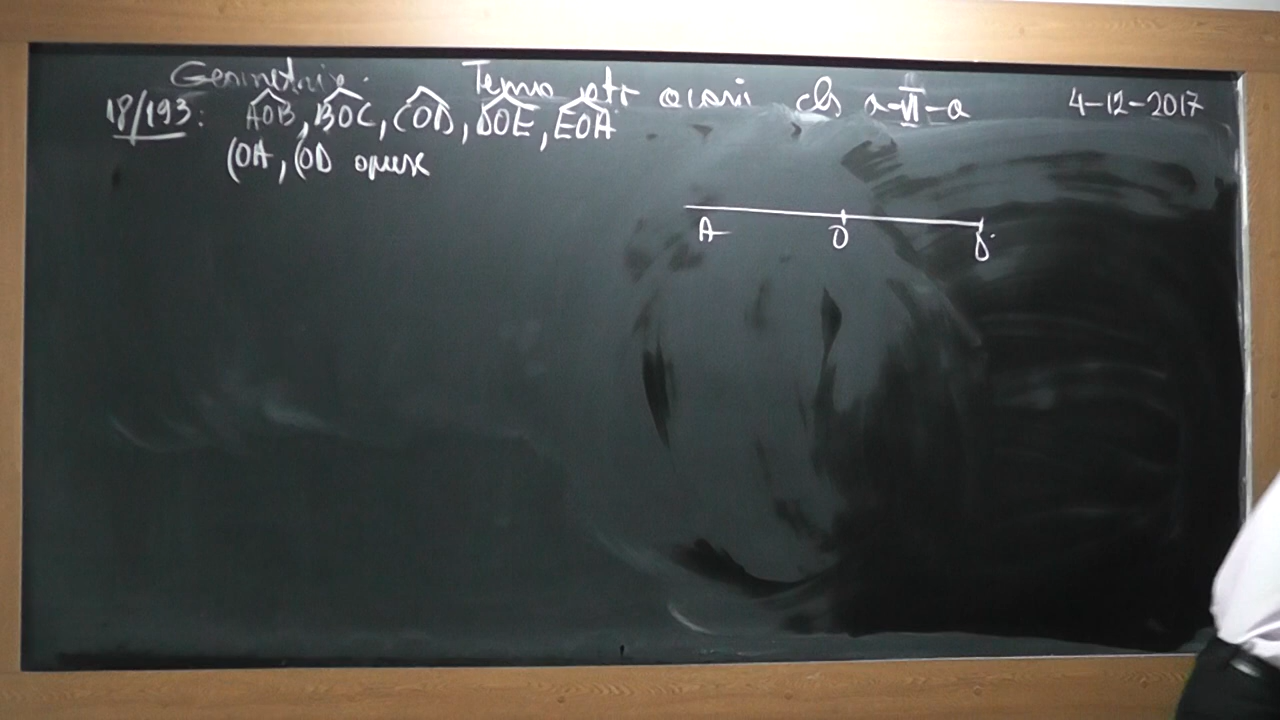 Geometrie. Tema ptr acasă cls a-VI-a 4-12-2017
18/193: AOB, BOC, COD, DOE, EOA
(OA, (OD opuse
A O D